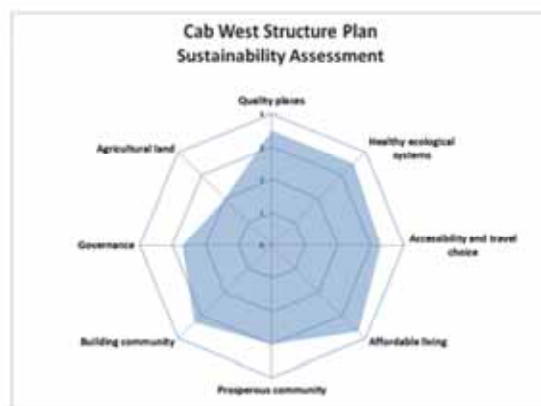 Cab West Structure Plan
Sustainability Assessment
Quality places
Agricultural land
Healthy ecological
systems
Governance
Accessibility and travel
choice
Building community
Affordable living
Prosperous community